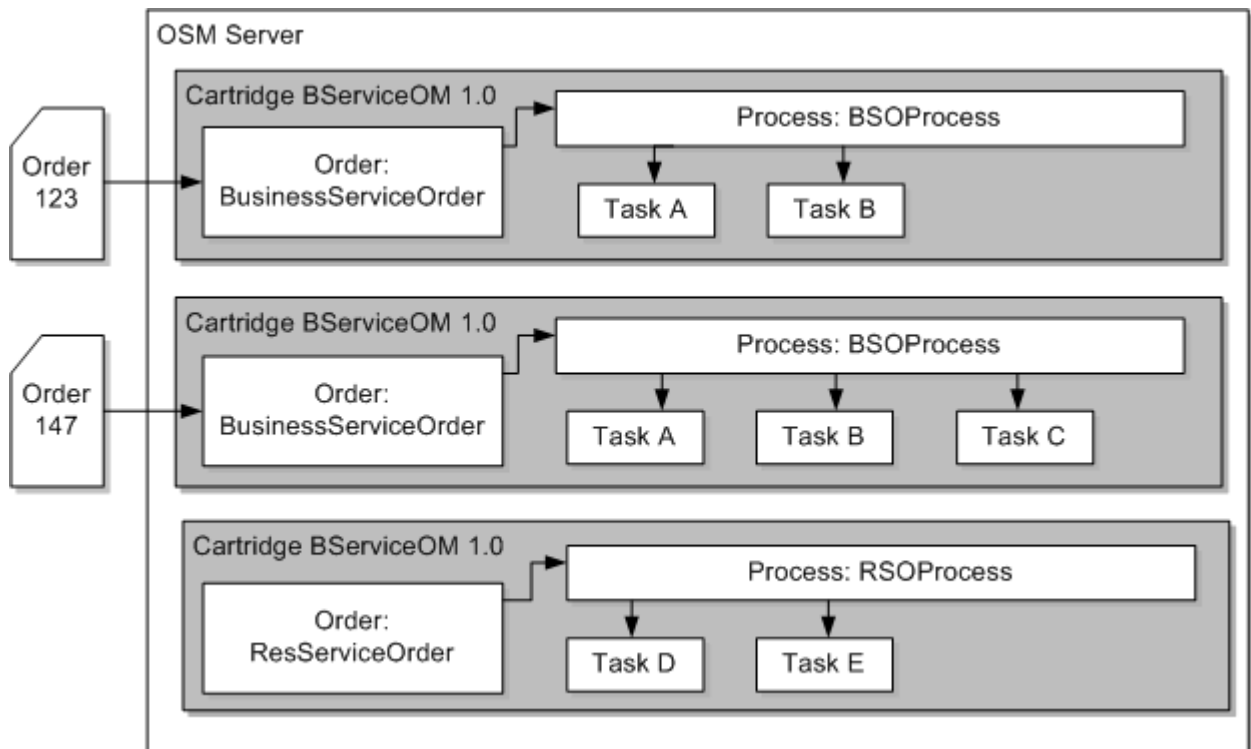 OSM Server
Cartridge BServiceOM 1.0
Order
123
Order:
BusinessServiceOrder
Process: BSOProcess
Task A
Task B
Cartridge BServiceOM 1.0
Order
147
Order:
BusinessServiceOrder
Process: BSOProcess
Task A
Task B
Task C
Cartridge BServiceOM 1.0
Order:
ResServiceOrder
Process: RSOProcess
Task D
Task E